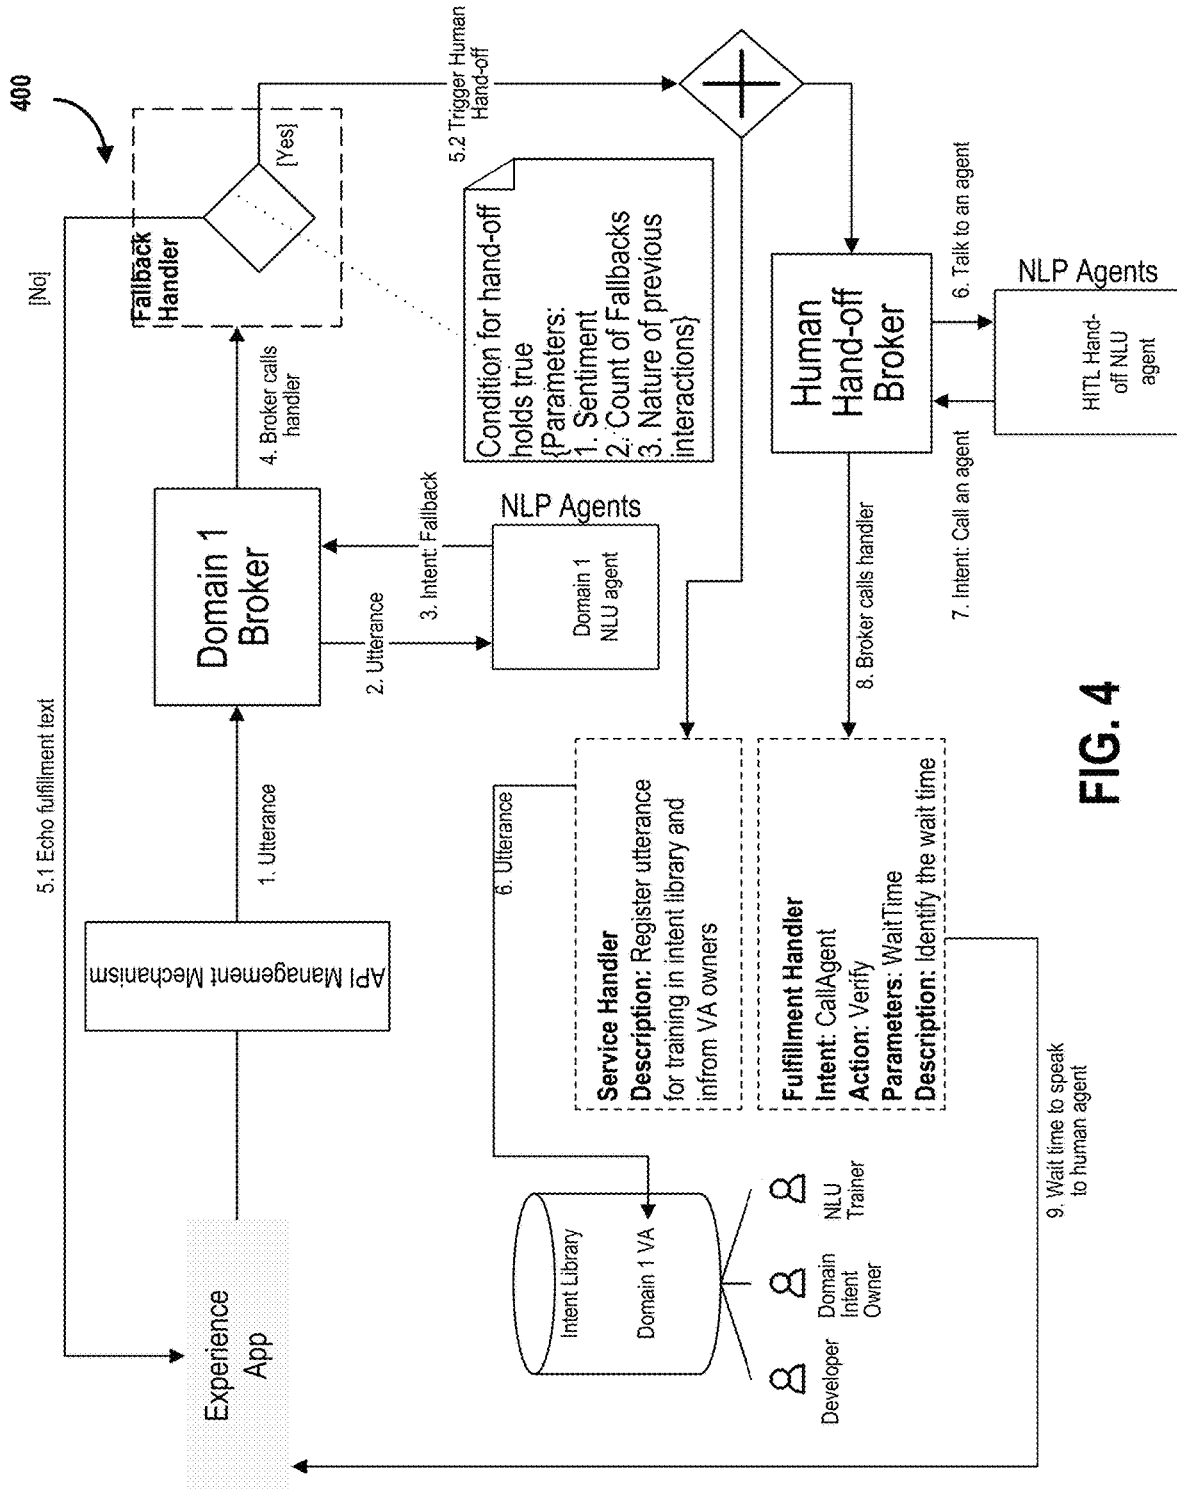 400
[No]
5.1 Echo fulfillment text
Experience
App
API Management Mechanism
1. Utterance
Domain 1
Broker
4. Broker calls
handler
Fallback
Handler
[Yes]
5.2 Trigger Human
Hand-off
2. Utterance
3. Intent: Fallback
NLP Agents
Domain 1
NLU agent
Condition for hand-off
holds true
{Parameters:
1. Sentiment
2. Count of Fallbacks
3. Nature of previous
interactions}
Human
Hand-off
Broker
6. Talk to an agent
7. Intent: Call an agent
NLP Agents
HITL Hand-
off NLU
agent
8. Broker calls handler
6. Utterance
Service Handler
Description: Register utterance
for training in intent library and
infrom VA owners
Fulfillment Handler
Intent: CallAgent
Action: Verify
Parameters: WaitTime
Description: Identify the wait time
Intent Library
Domain 1 VA
Developer
Domain
Intent
Owner
NLU
Trainer
9. Wait time to speak
to human agent
FIG. 4